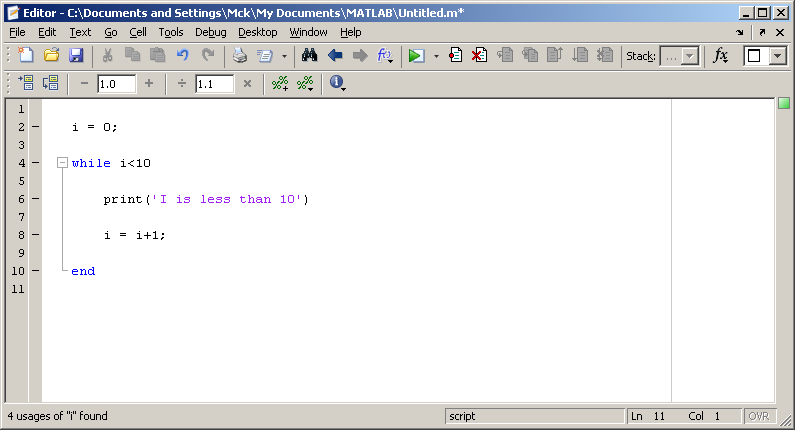 Editor - C:\Documents and Settings\Mck\My Documents\MATLAB\Untitled.m*
File Edit Text Go Cell Tools Debug Desktop Window Help
Stack: ... fx
− 1.0 + ÷ 1.1 ×
1
2 i = 0;
3
4 while i<10
5
6 print('I is less than 10')
7
8 i = i+1;
9
10 end
11
4 usages of "i" found script Ln 11 Col 1 OVR